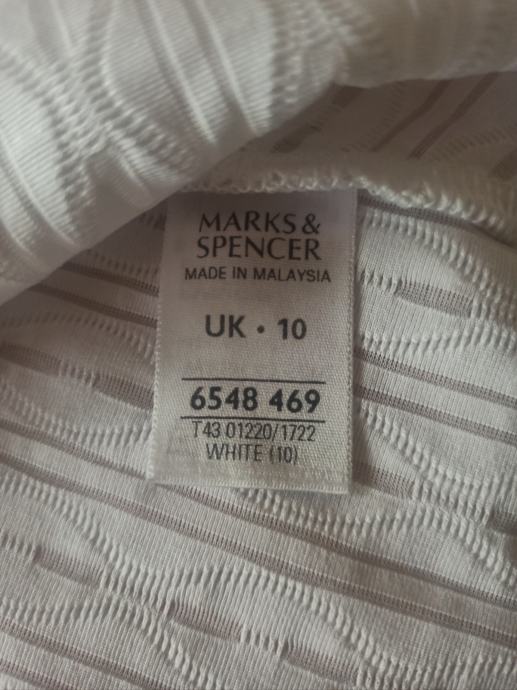 MARKS &
SPENCER
MADE IN MALAYSIA
UK • 10
6548 469
T43 01220/1722
WHITE (10)